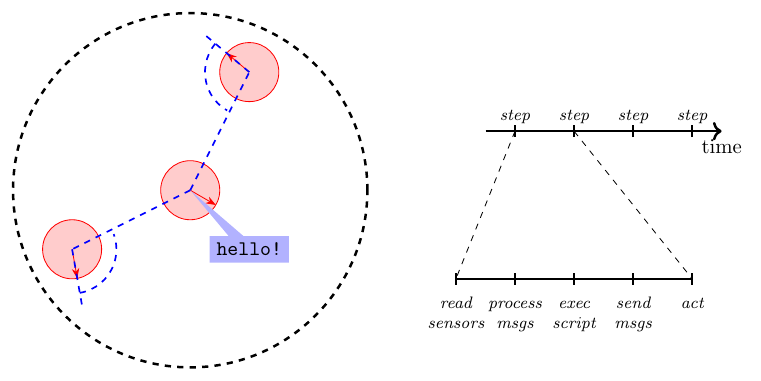 hello!
step step step step
time
read process exec send act
sensors msgs script msgs